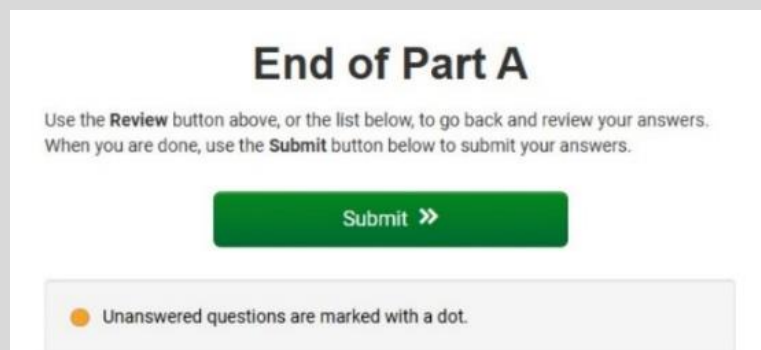 End of Part A
Use the Review button above, or the list below, to go back and review your answers.
When you are done, use the Submit button below to submit your answers.
Submit
Unanswered questions are marked with a dot.